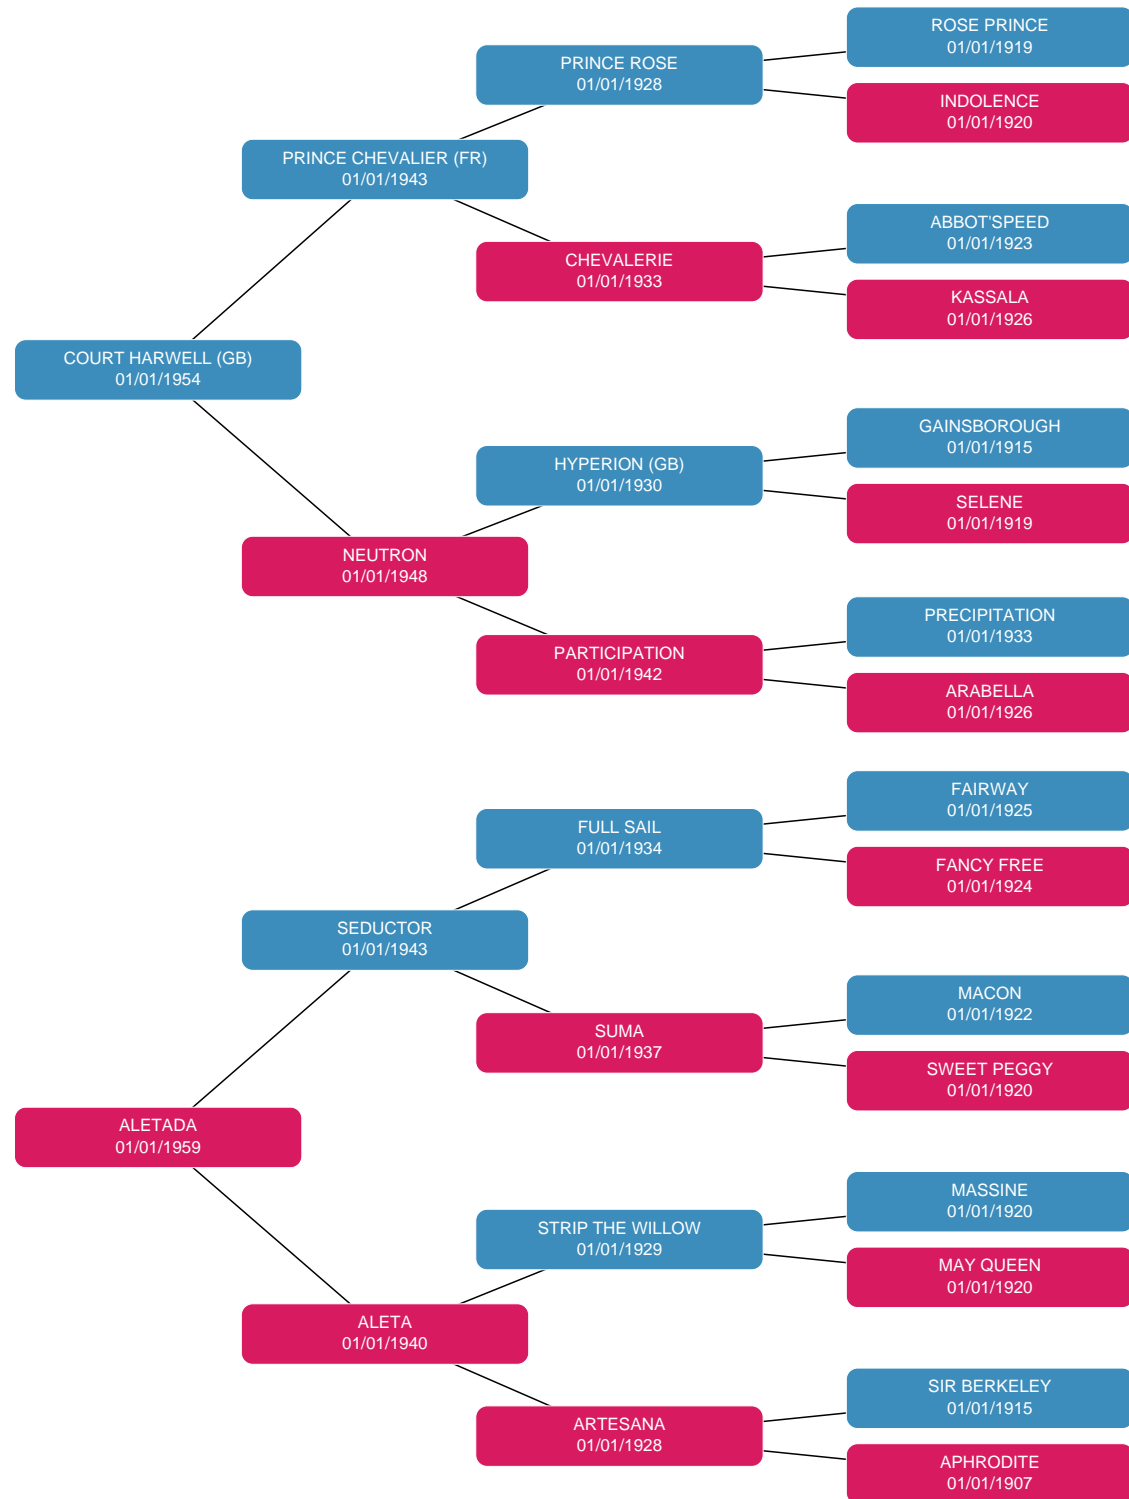 ROSE PRINCE
01/01/1919
PRINCE ROSE
01/01/1928
INDOLENCE
01/01/1920
PRINCE CHEVALIER (FR)
01/01/1943
ABBOT'SPEED
01/01/1923
CHEVALERIE
01/01/1933
KASSALA
01/01/1926
COURT HARWELL (GB)
01/01/1954
GAINSBOROUGH
01/01/1915
HYPERION (GB)
01/01/1930
SELENE
01/01/1919
NEUTRON
01/01/1948
PRECIPITATION
01/01/1933
PARTICIPATION
01/01/1942
ARABELLA
01/01/1926
FAIRWAY
01/01/1925
FULL SAIL
01/01/1934
FANCY FREE
01/01/1924
SEDUCTOR
01/01/1943
MACON
01/01/1922
SUMA
01/01/1937
SWEET PEGGY
01/01/1920
ALETADA
01/01/1959
MASSINE
01/01/1920
STRIP THE WILLOW
01/01/1929
MAY QUEEN
01/01/1920
ALETA
01/01/1940
SIR BERKELEY
01/01/1915
ARTESANA
01/01/1928
APHRODITE
01/01/1907